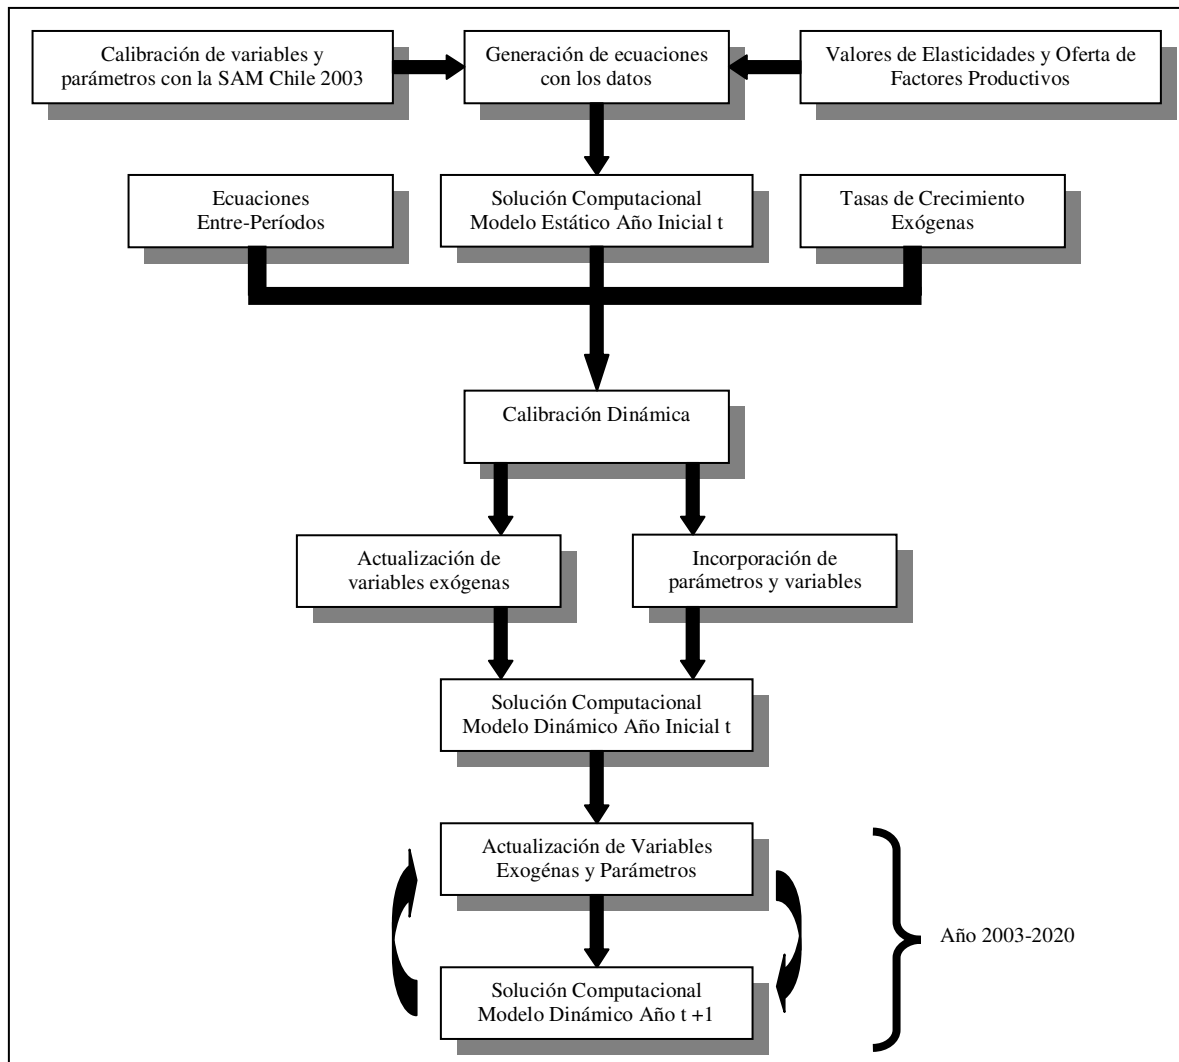 Calibración de variables y
parámetros con la SAM Chile 2003
Generación de ecuaciones
con los datos
Valores de Elasticidades y Oferta de
Factores Productivos
Ecuaciones
Entre-Períodos
Solución Computacional
Modelo Estático Año Inicial t
Tasas de Crecimiento
Exógenas
Calibración Dinámica
Actualización de
variables exógenas
Incorporación de
parámetros y variables
Solución Computacional
Modelo Dinámico Año Inicial t
Actualización de Variables
Exogénas y Parámetros
Año 2003-2020
Solución Computacional
Modelo Dinámico Año t +1